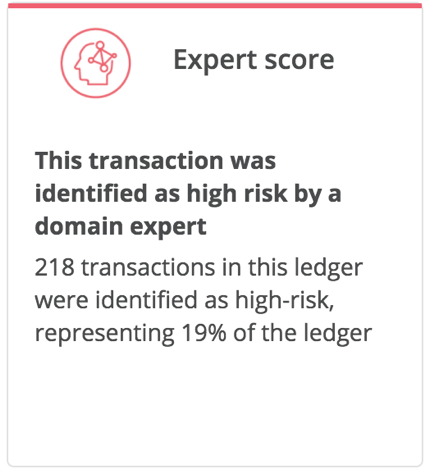 Expert score
This transaction was
identified as high risk by a
domain expert
218 transactions in this ledger
were identified as high-risk,
representing 19% of the ledger